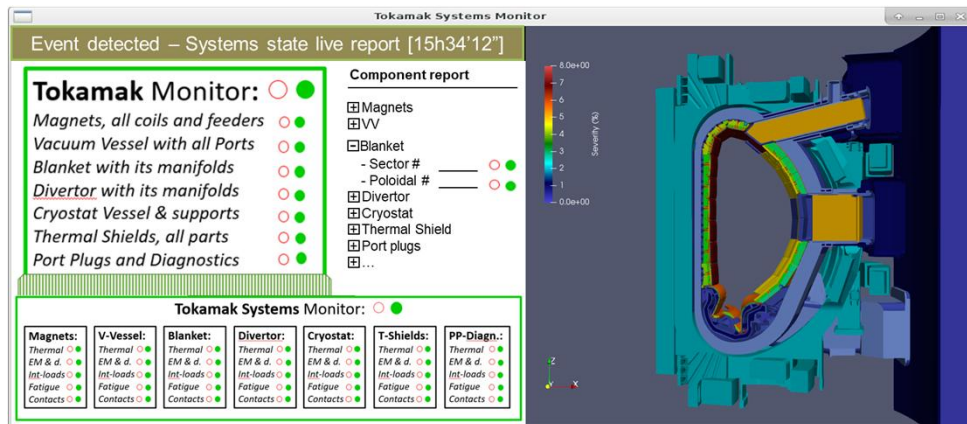 Tokamak Systems Monitor
Event detected – Systems state live report [15h34’12”]
Tokamak Monitor:
Magnets, all coils and feeders
Vacuum Vessel with all Ports
Blanket with its manifolds
Divertor with its manifolds
Cryostat Vessel & supports
Thermal Shields, all parts
Port Plugs and Diagnostics
Component report
Magnets
VV
Blanket
- Sector # ____
- Poloidal # ____
Divertor
Cryostat
Thermal Shield
Port plugs
...
Tokamak Systems Monitor:
Magnets:
Thermal
EM & d.
Int-loads
Fatigue
Contacts
V-Vessel:
Thermal
EM & d.
Int-loads
Fatigue
Contacts
Blanket:
Thermal
EM & d.
Int-loads
Fatigue
Contacts
Divertor:
Thermal
EM & d.
Int-loads
Fatigue
Contacts
Cryostat:
Thermal
EM & d.
Int-loads
Fatigue
Contacts
T-Shields:
Thermal
EM & d.
Int-loads
Fatigue
Contacts
PP-Diagn.:
Thermal
EM & d.
Int-loads
Fatigue
Contacts
8.0e+00
7
6
5
4
3
2
1
0.0e+00
Severity (%)
Z
Y
X